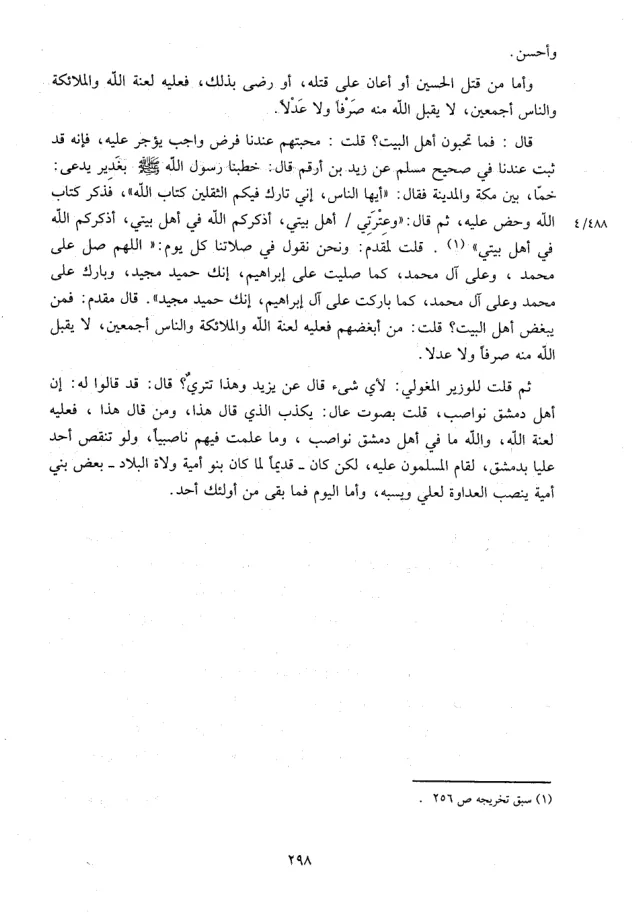 وأحسن .
وأما من قتل الحسين أو أعان على قتله، أو رضى بذلك، فعليه لعنة الله والملائكة
والناس أجمعين، لا يقبل الله منه صَرْفاً ولا عَدْلاً.
قال : فما تحبون أهل البيت؟ قلت : محبتهم عندنا فرض واجب يؤجر عليه، فإنه قد
ثبت عندنا في صحيح مسلم عن زيد بن أرقم قال: خطبنا رسول الله ﷺ بغَدِير يدعى:
خمّا، بين مكة والمدينة فقال: «أيها الناس، إني تارك فيكم الثقلين كتاب الله»، فذكر كتاب
الله وحض عليه، ثم قال: «وعِتْرَتِي / أهل بيتي، أذكركم الله في أهل بيتي، أذكركم الله
٤/٤٨٨
في أهل بيتي» (١) . قلت لمقدم: ونحن نقول في صلاتنا كل يوم: « اللهم صل على
محمد ، وعلى آل محمد، كما صليت على إبراهيم، إنك حميد مجيد، وبارك على
محمد وعلى آل محمد، كما باركت على آل إبراهيم، إنك حميد مجيد». قال مقدم: فمن
يبغض أهل البيت؟ قلت: من أبغضهم فعليه لعنة الله والملائكة والناس أجمعين، لا يقبل
الله منه صرفاً ولا عدلا.
ثم قلت للوزير المغولي: لأي شىء قال عن يزيد وهذا تتريٌ؟ قال: قد قالوا له: إن
أهل دمشق نواصب، قلت بصوت عال: يكذب الذي قال هذا، ومن قال هذا ، فعليه
لعنة الله، والله ما في أهل دمشق نواصب ، وما علمت فيهم ناصبياً، ولو تنقص أحد
عليا بدمشق، لقام المسلمون عليه، لكن كان ـ قديماً لما كان بنو أمية ولاة البلاد ـ بعض بني
أمية ينصب العداوة لعلي ويسبه، وأما اليوم فما بقى من أولئك أحد.
(١) سبق تخريجه ص ٢٥٦ .
٢٩٨